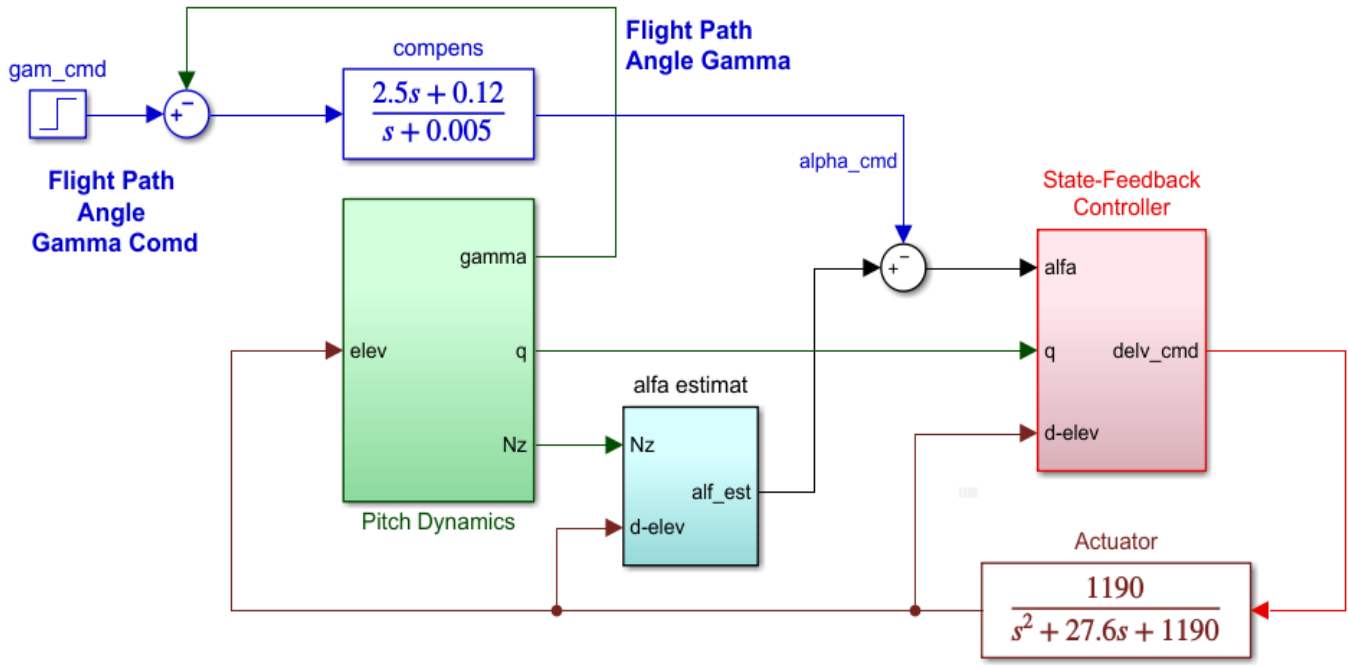 Flight Path
Angle Gamma
compens
gam_cmd
2.5s + 0.12
s + 0.005
+
−
Flight Path
Angle
Gamma Comd
alpha_cmd
State-Feedback
Controller
gamma
+
−
alfa
elev
q
q
delv_cmd
alfa estimat
Nz
Nz
d-elev
alf_est
d-elev
Pitch Dynamics
Actuator
1190
s² + 27.6s + 1190